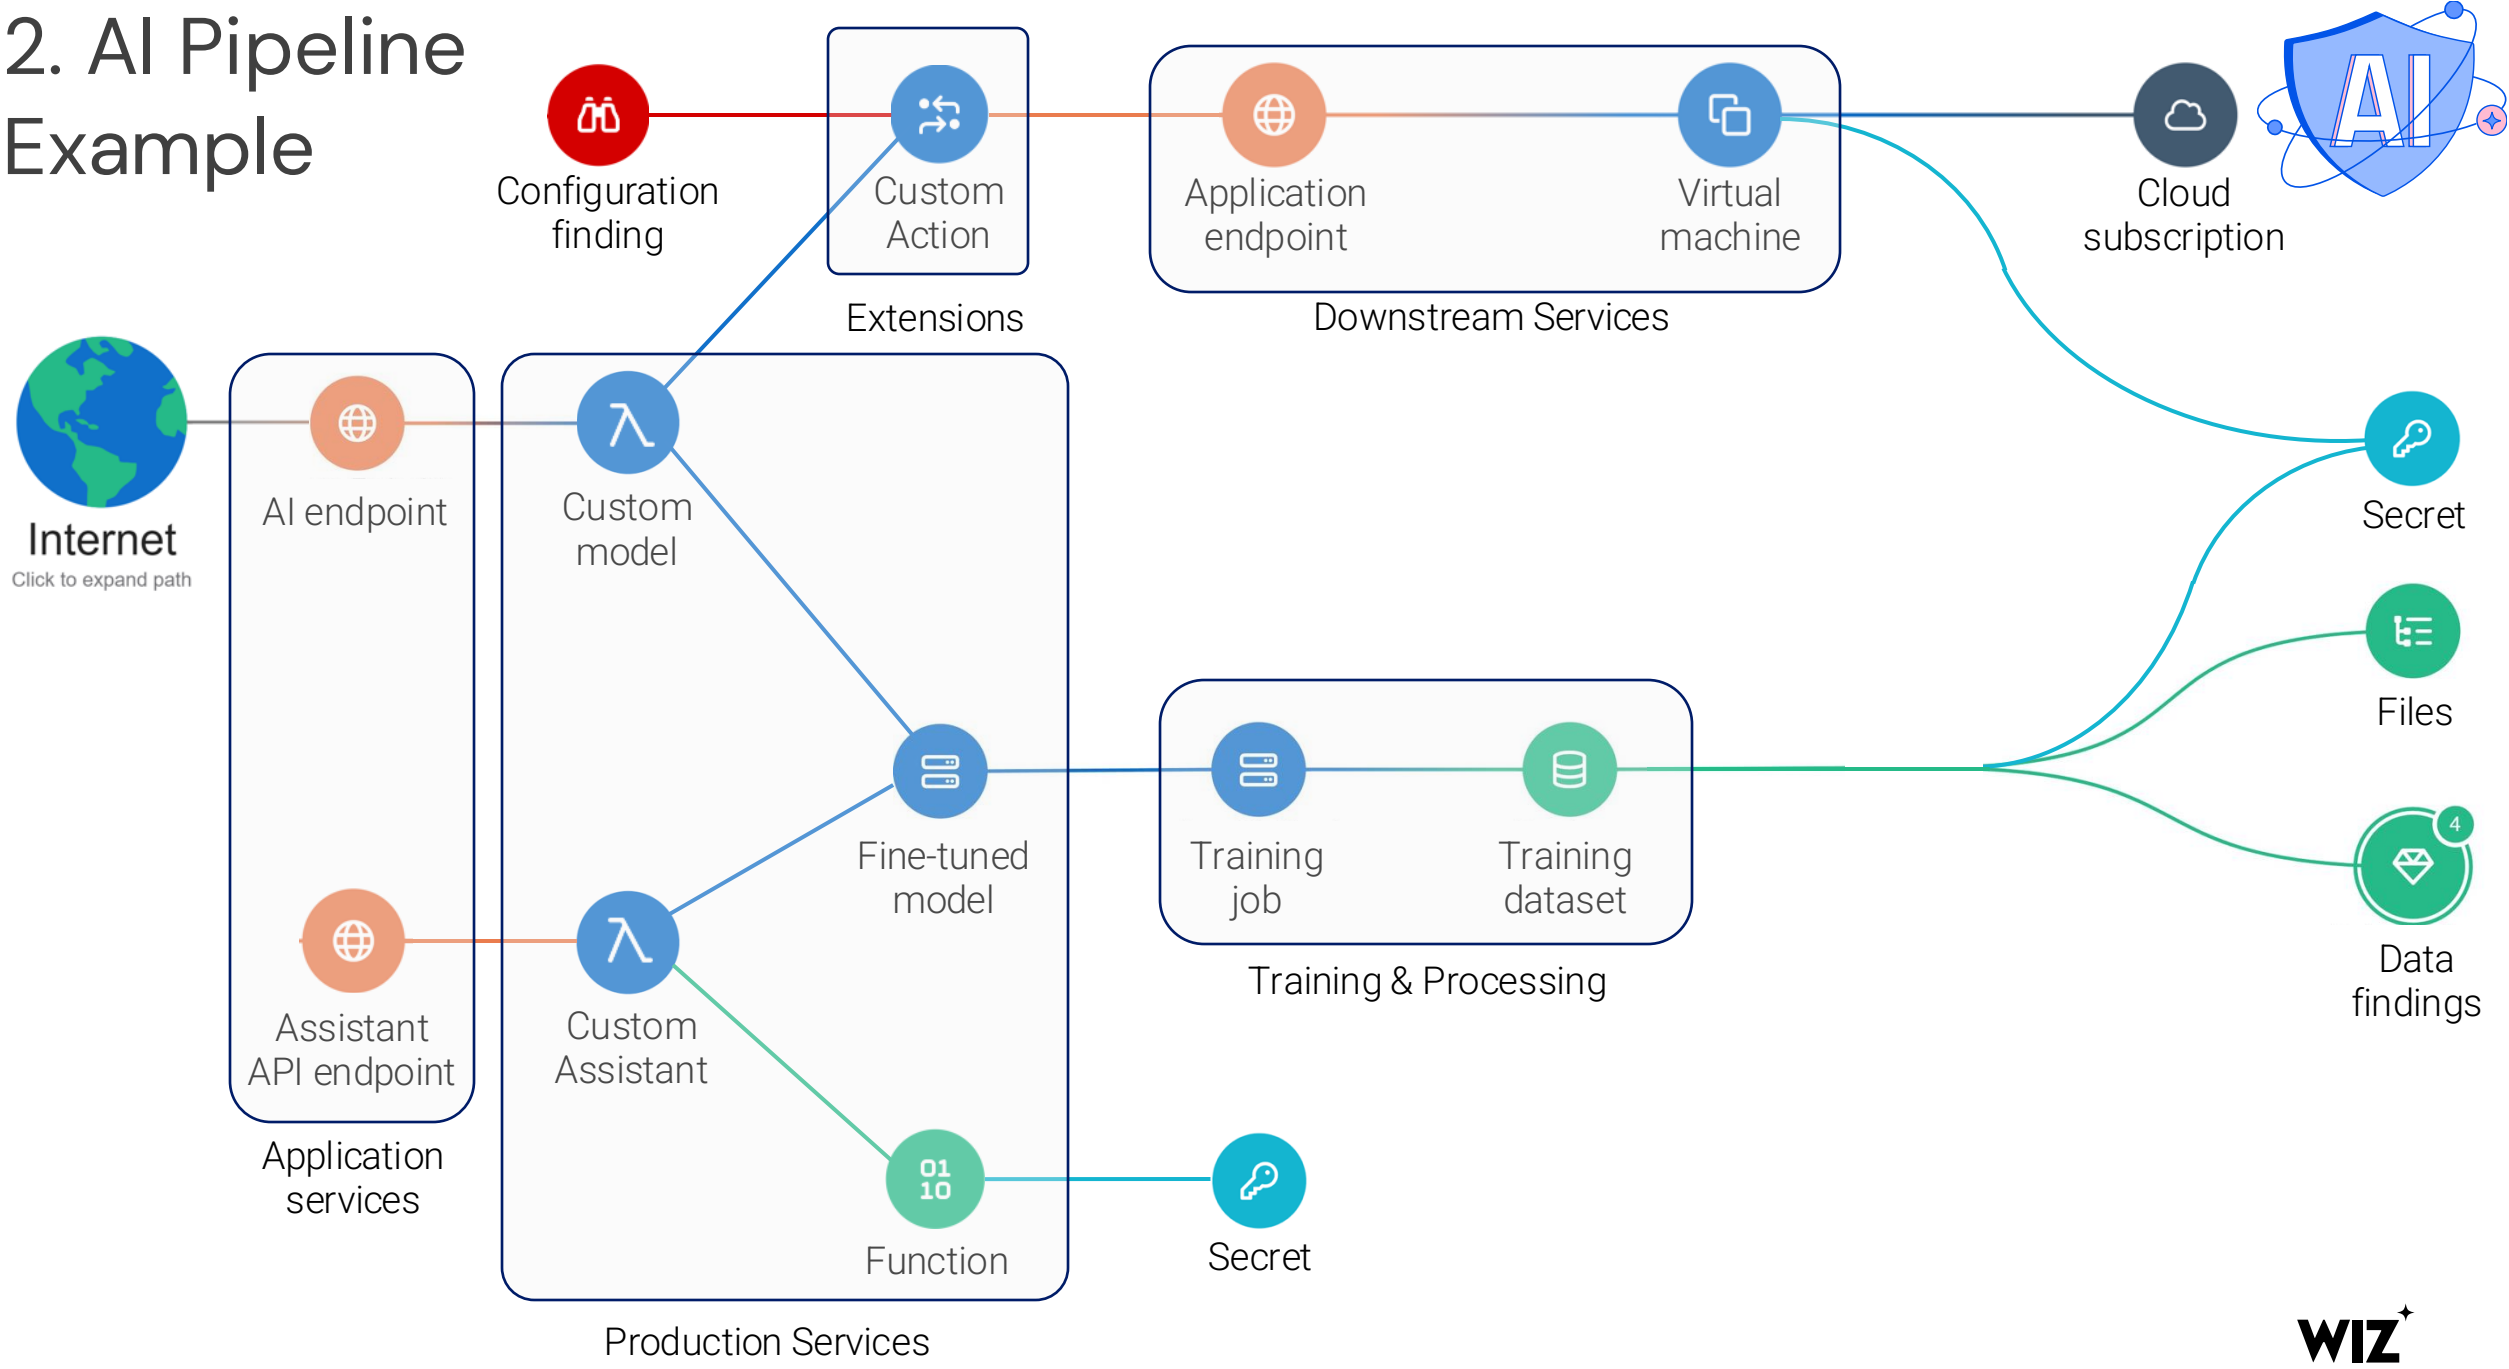 2. AI Pipeline
Example
AI
Configuration
finding
Custom
Action
Application
endpoint
Virtual
machine
Cloud
subscription
Extensions
Downstream Services
Internet
Click to expand path
AI endpoint
Custom
model
Secret
Files
Fine-tuned
model
Training
job
Training
dataset
4
Data
findings
Training & Processing
Assistant
API endpoint
Custom
Assistant
Application
services
01
10
Function
Secret
Production Services
WIZ